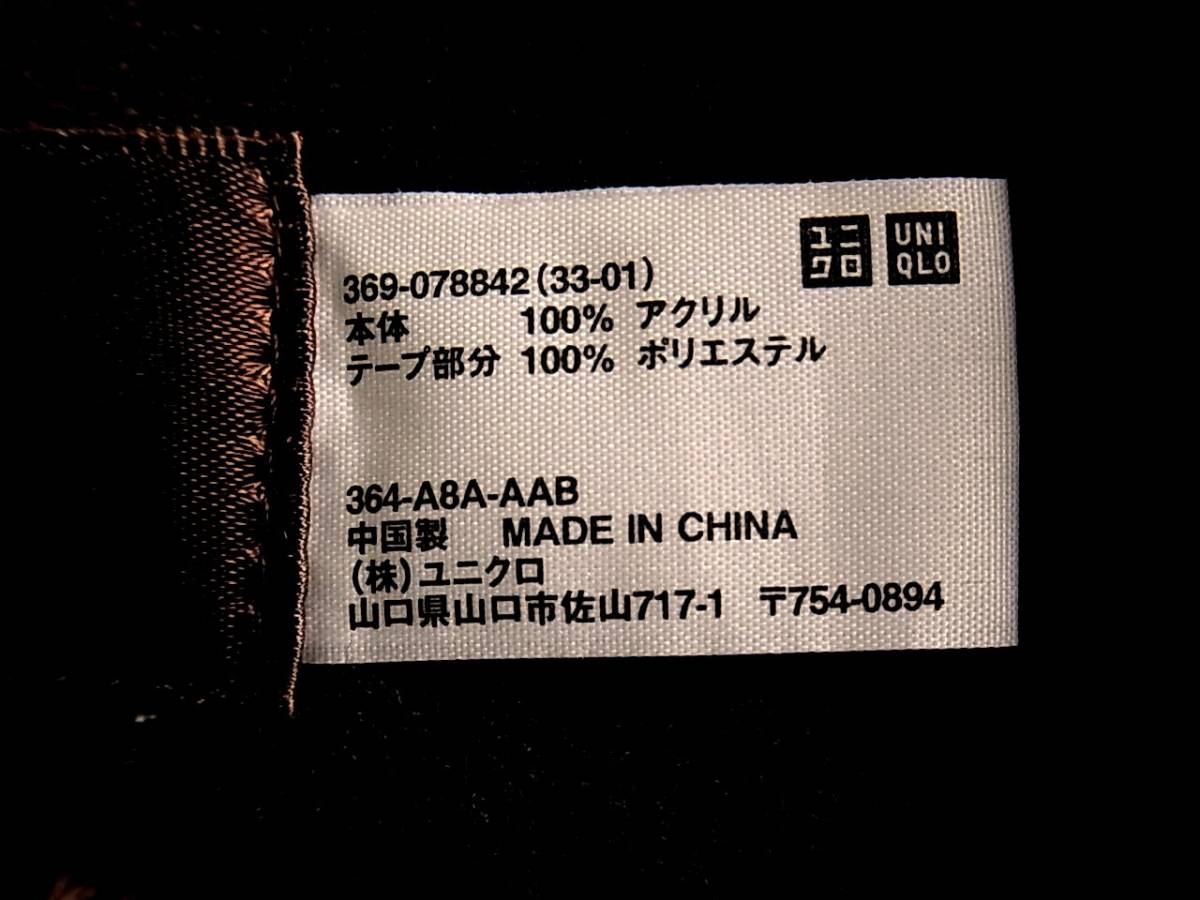 ユニクロ UNIQLO
369-078842(33-01)
本体 100% アクリル
テープ部分 100% ポリエステル
364-A8A-AAB
中国製 MADE IN CHINA
(株)ユニクロ
山口県山口市佐山717-1 〒754-0894